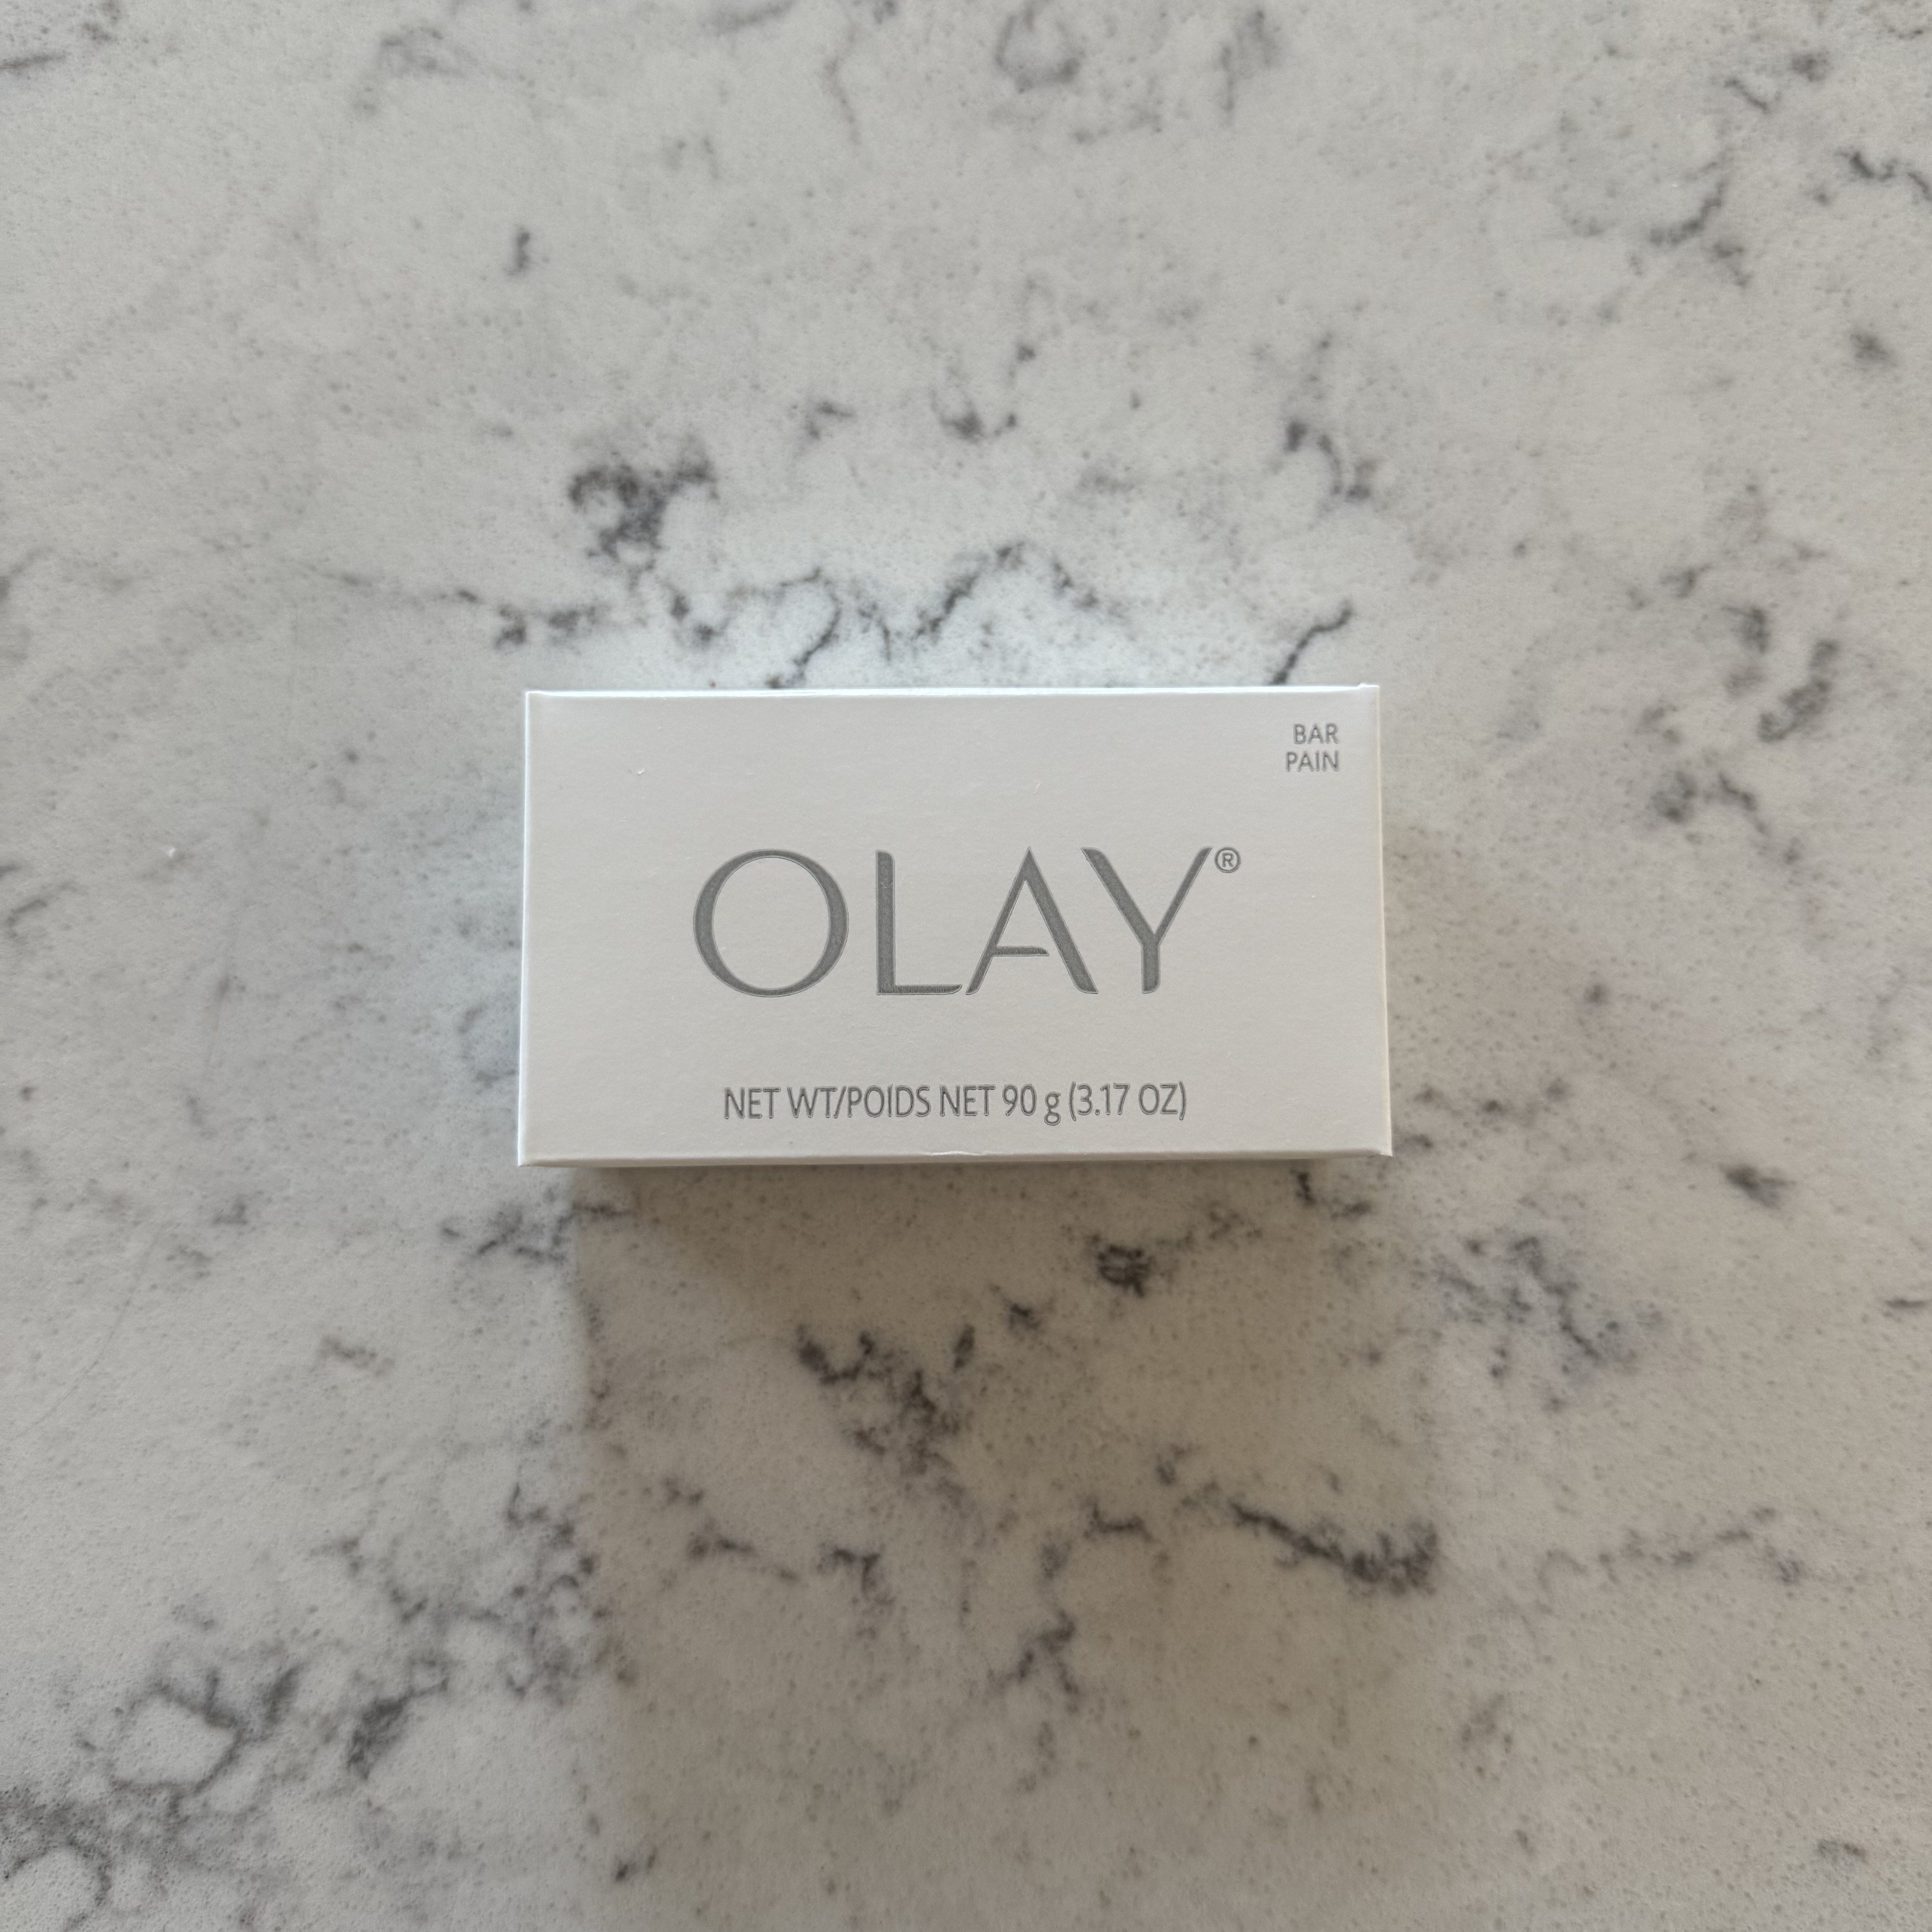 BAR
PAIN
OLAY®
NET WT/POIDS NET 90 g (3.17 OZ)